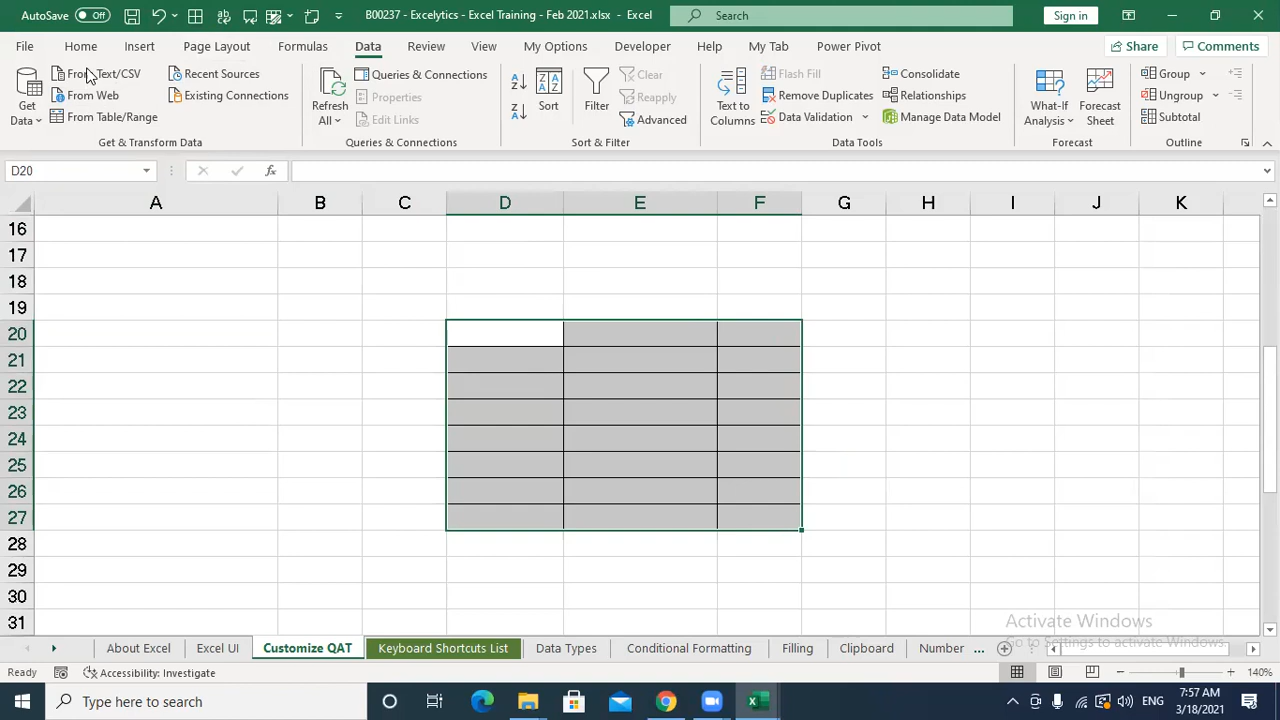 AutoSave Off B00237 - Excelytics - Excel Training - Feb 2021.xlsx - Excel Search Sign in
File Home Insert Page Layout Formulas Data Review View My Options Developer Help My Tab Power Pivot Share Comments
From Text/CSV Recent Sources Queries & Connections Clear Flash Fill Consolidate Group
From Web Existing Connections Properties Reapply Remove Duplicates Relationships Ungroup
From Table/Range Edit Links Advanced Data Validation Manage Data Model Subtotal
Get Data
Refresh All
Sort
Filter
Text to Columns
What-If Analysis
Forecast Sheet
Get & Transform Data Queries & Connections Sort & Filter Data Tools Forecast Outline
D20
A B C D E F G H I J K
16
17
18
19
20
21
22
23
24
25
26
27
28
29
30
31
Activate Windows
Go to Settings to activate Windows.
About Excel Excel UI Customize QAT Keyboard Shortcuts List Data Types Conditional Formatting Filling Clipboard Number ...
Ready Accessibility: Investigate 140%
Type here to search ENG 7:57 AM
3/18/2021